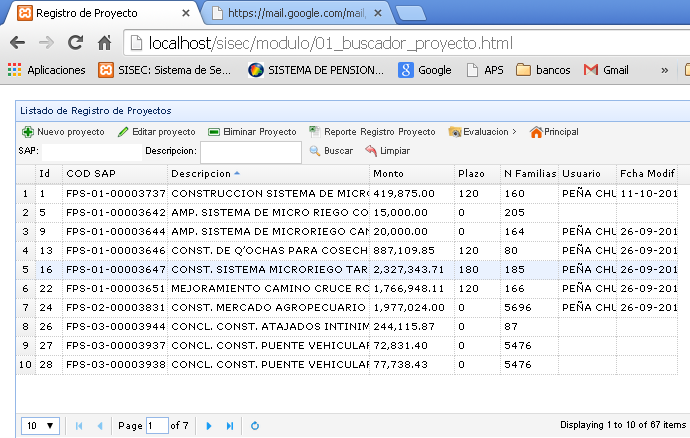 Registro de Proyecto
https://mail.google.com/mail,
localhost/sisec/modulo/01_buscador_proyecto.html
Aplicaciones SISEC: Sistema de Se... SISTEMA DE PENSION... Google APS bancos Gmail »
Listado de Registro de Proyectos
Nuevo proyecto Editar proyecto Eliminar Proyecto Reporte Registro Proyecto Evaluacion > Principal
SAP: Descripcion: Buscar Limpiar
Id COD SAP Descripcion Monto Plazo N Familias Usuario Fcha Modif
1 1 FPS-01-00003737 CONSTRUCCION SISTEMA DE MICR 419,875.00 120 160 PEÑA CHU 11-10-201
2 5 FPS-01-00003642 AMP. SISTEMA DE MICRO RIEGO CO 15,000.00 0 205
3 9 FPS-01-00003644 AMP. SISTEMA DE MICRORIEGO CAN 20,000.00 0 164 PEÑA CHU 26-09-201
4 13 FPS-01-00003646 CONST. DE Q'OCHAS PARA COSECH 887,109.85 120 80 PEÑA CHU 26-09-201
5 16 FPS-01-00003647 CONST. SISTEMA MICRORIEGO TAR 2,327,343.71 180 185 PEÑA CHU 26-09-201
6 22 FPS-01-00003651 MEJORAMIENTO CAMINO CRUCE RO 1,766,948.11 120 166 PEÑA CHU 26-09-201
7 24 FPS-02-00003831 CONST. MERCADO AGROPECUARIO 1,977,024.00 0 5696 PEÑA CHU 26-09-201
8 26 FPS-03-00003944 CONCL. CONST. ATAJADOS INTINIM 244,115.87 0 87
9 27 FPS-03-00003937 CONCL. CONST. PUENTE VEHICULAR 72,831.40 0 5476
10 28 FPS-03-00003938 CONCL. CONST. PUENTE VEHICULAR 77,738.43 0 5476
10 Page 1 of 7 Displaying 1 to 10 of 67 items